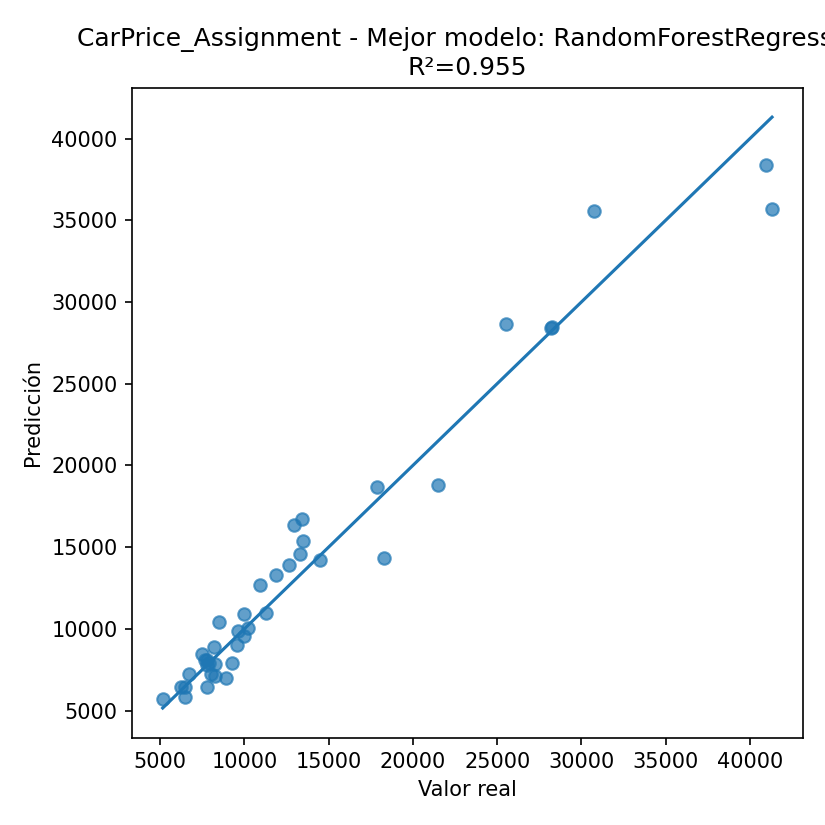 CarPrice_Assignment - Mejor modelo: RandomForestRegress
R²=0.955
40000
35000
30000
25000
20000
15000
10000
5000
Predicción
5000 10000 15000 20000 25000 30000 35000 40000
Valor real